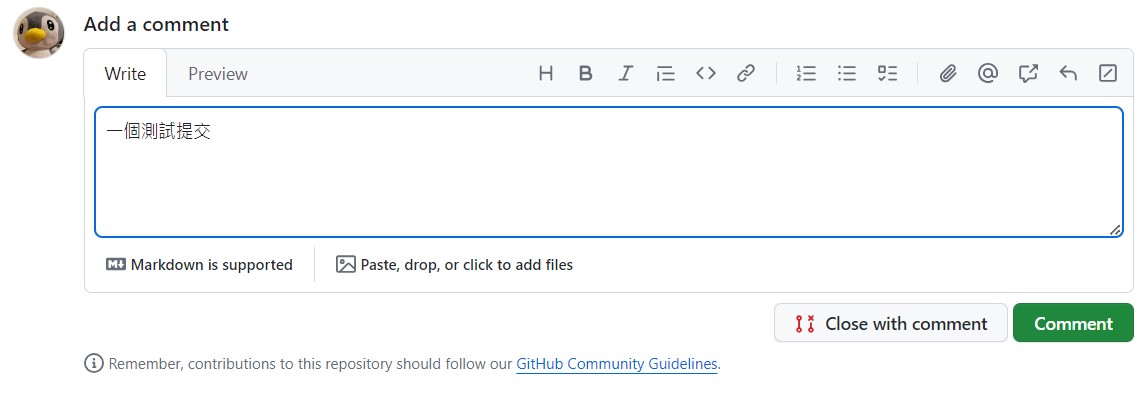 Add a comment
Write
Preview
一個測試提交
Markdown is supported
Paste, drop, or click to add files
Close with comment
Comment
Remember, contributions to this repository should follow our GitHub Community Guidelines.